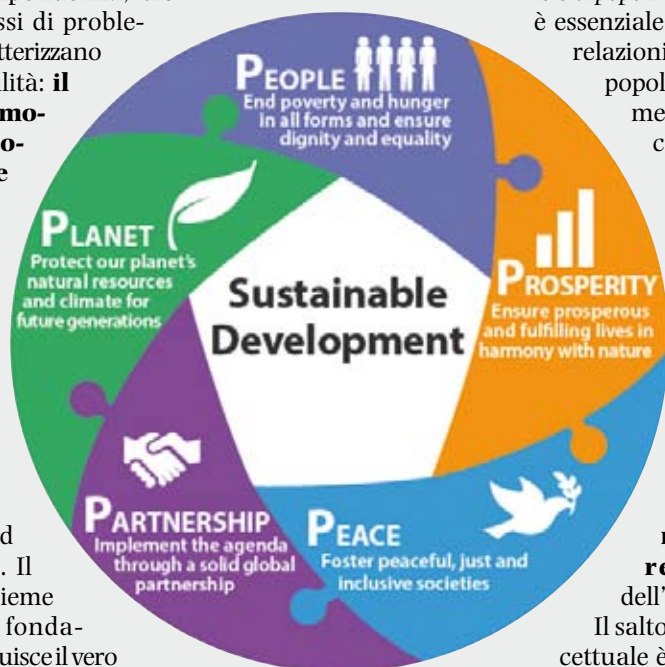 ssi di proble-
tterizzano
lità: il
mo-
o-
e
è essenziale
relazioni
popol
me
c
PEOPLE
End poverty and hunger
in all forms and ensure
dignity and equality
PLANET
Protect our planet's
natural resources
and climate for
future generations
Sustainable
Development
PROSPERITY
Ensure prosperous
and fulfilling lives in
harmony with nature
PARTNERSHIP
Implement the agenda
through a solid global
partnership
PEACE
Foster peaceful, just and
inclusive societies
d
. Il
ieme
fonda-
uisce il vero
re
dell'
Il salto
cettuale è